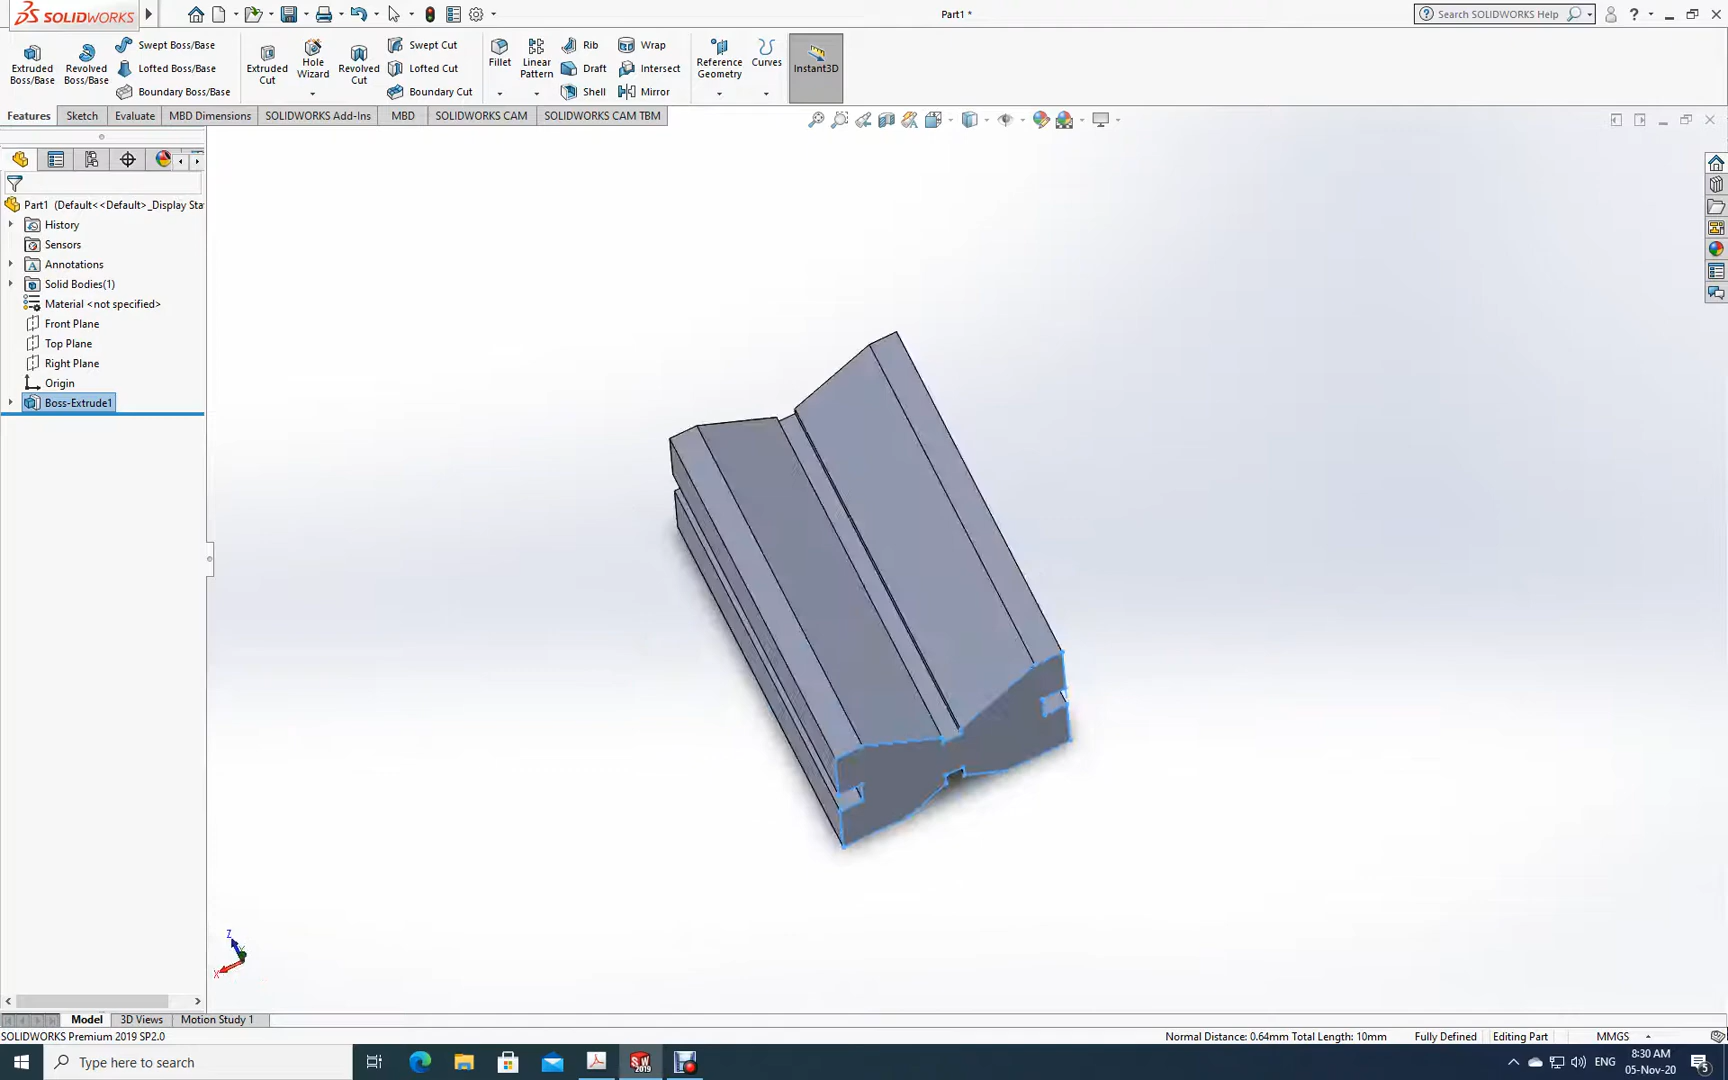 SOLIDWORKS
Part1 *
Search SOLIDWORKS Help
Extruded Boss/Base
Revolved Boss/Base
Swept Boss/Base
Lofted Boss/Base
Boundary Boss/Base
Extruded Cut
Hole Wizard
Revolved Cut
Swept Cut
Lofted Cut
Boundary Cut
Fillet
Linear Pattern
Rib
Draft
Shell
Wrap
Intersect
Mirror
Reference Geometry
Curves
Instant3D
Features
Sketch
Evaluate
MBD Dimensions
SOLIDWORKS Add-Ins
MBD
SOLIDWORKS CAM
SOLIDWORKS CAM TBM
Part1 (Default<<Default>_Display Sta
History
Sensors
Annotations
Solid Bodies(1)
Material <not specified>
Front Plane
Top Plane
Right Plane
Origin
Boss-Extrude1
Z
X
Model
3D Views
Motion Study 1
SOLIDWORKS Premium 2019 SP2.0
Normal Distance: 0.64mm Total Length: 10mm
Fully Defined
Editing Part
MMGS
Type here to search
SW 2019
ENG
8:30 AM
05-Nov-20
5